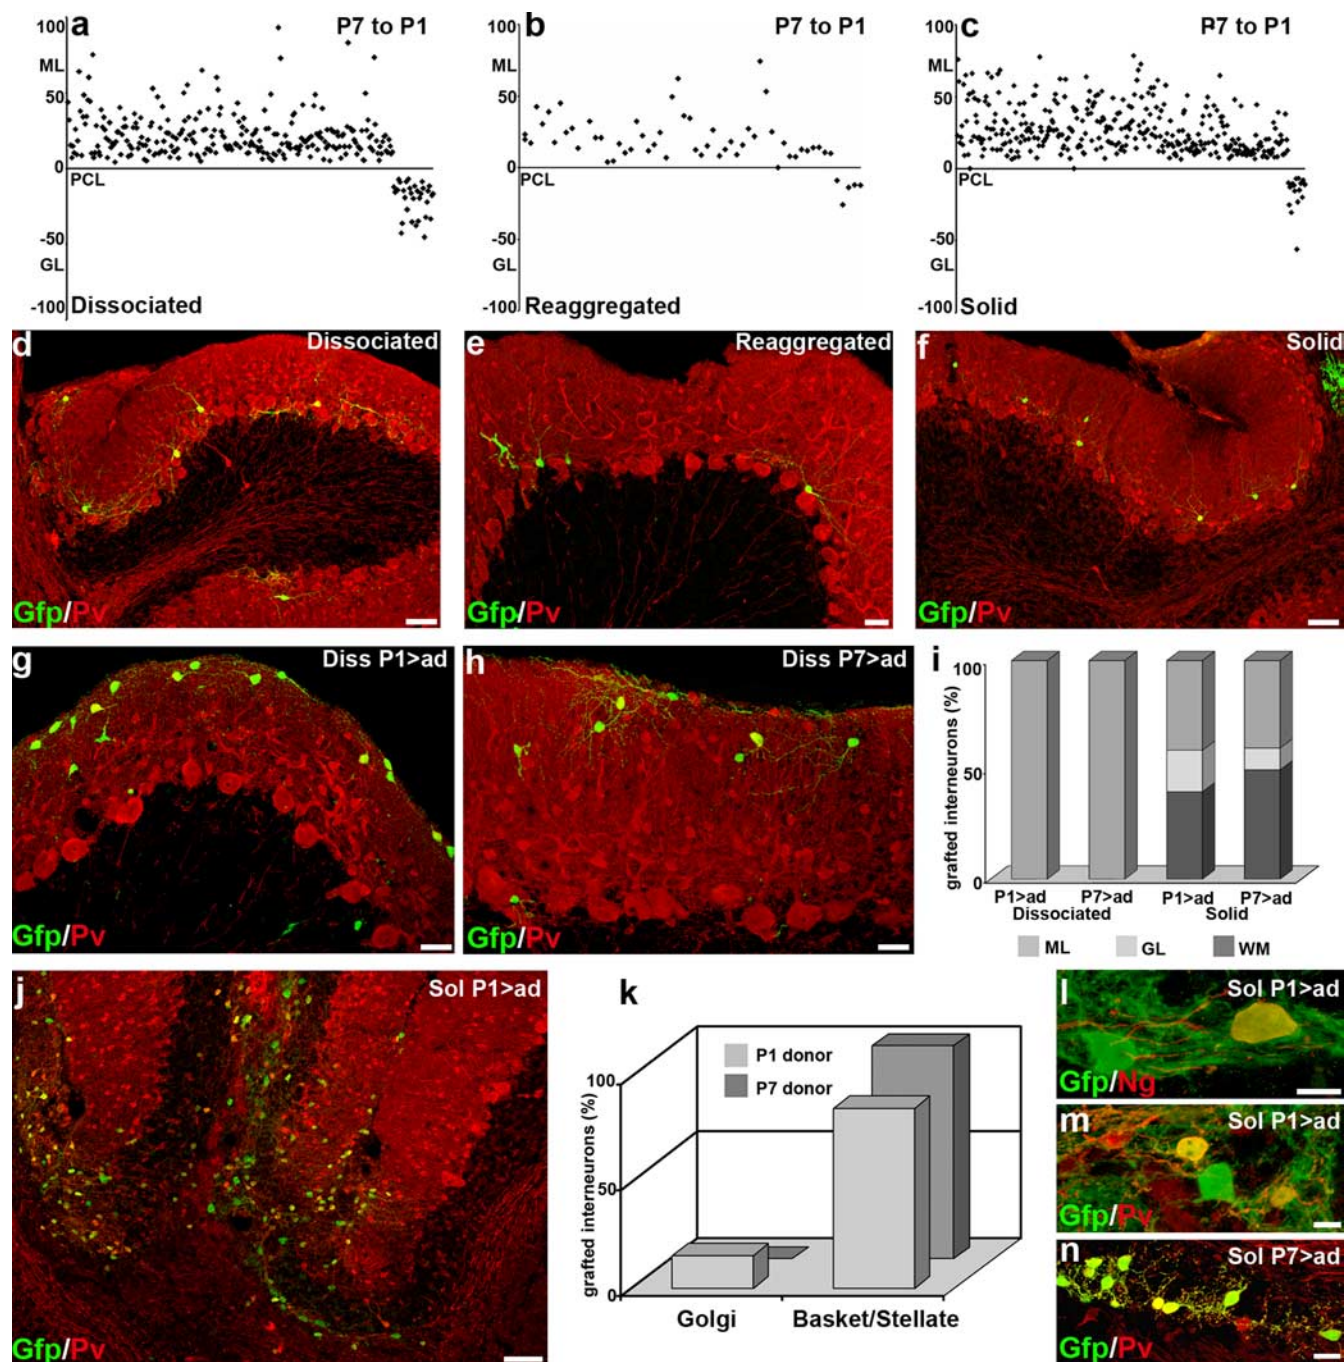 a
P7 to P1
100
ML
50
0
PCL
-50
GL
-100
Dissociated
b
P7 to P1
100
ML
50
0
PCL
-50
GL
-100
Reaggregated
c
P7 to P1
100
ML
50
0
PCL
-50
GL
-100
Solid
d
Dissociated
Gfp/Pv
e
Reaggregated
Gfp/Pv
f
Solid
Gfp/Pv
g
Diss P1>ad
Gfp/Pv
h
Diss P7>ad
Gfp/Pv
i
grafted interneurons (%)
100
50
0
P1>ad P7>ad P1>ad P7>ad
Dissociated Solid
ML GL WM
j
Sol P1>ad
Gfp/Pv
k
P1 donor
P7 donor
grafted interneurons (%)
100
50
0
Golgi Basket/Stellate
l
Sol P1>ad
Gfp/Ng
m
Sol P1>ad
Gfp/Pv
n
Sol P7>ad
Gfp/Pv